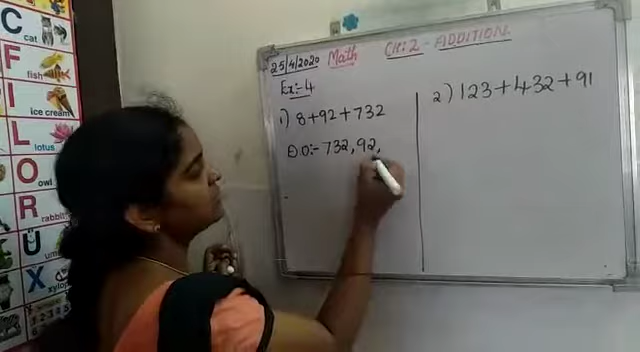 C cat
F fish
I ice cream
L lotus
O owl
R rabbit
Ü um
X
25/4/2020 Math Ch:2 - ADDITION
Ex:- 4
1) 8+92+732
D.O:- 732, 92,
2) 123+432+91